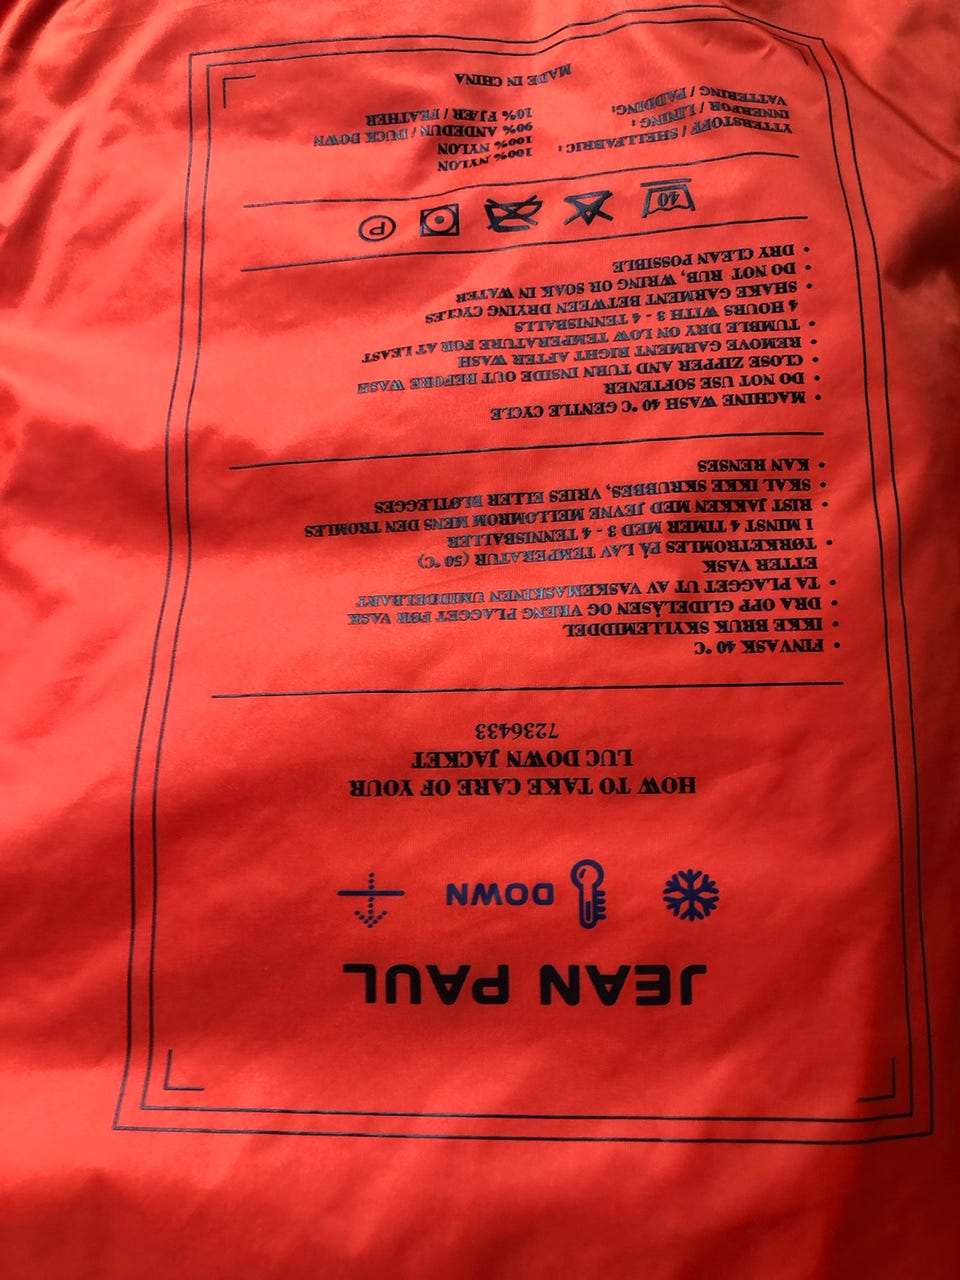 JEAN PAUL
DOWN
HOW TO TAKE CARE OF YOUR
LUC DOWN JACKET
7236433
• FINVASK 40 °C
• IKKE BRUK SKYLLEMIDDEL
• DRA OPP GLIDELÅSEN OG VRENG PLAGGET FØR VASK
• TA PLAGGET UT AV VASKEMASKINEN UMIDDELBART
ETTER VASK
• TØRKETROMLES PÅ LAV TEMPERATUR (50 °C)
I MINST 4 TIMER MED 3 - 4 TENNISBALLER
• RIST JAKKEN MED JEVNE MELLOMROM MENS DEN TROMLES
• SKAL IKKE SKRUBBES, VRIES ELLER BLØTLEGGES
• KAN RENSES
• MACHINE WASH 40 °C GENTLE CYCLE
• DO NOT USE SOFTENER
• CLOSE ZIPPER AND TURN INSIDE OUT BEFORE WASH
• REMOVE GARMENT RIGHT AFTER WASH
• TUMBLE DRY ON LOW TEMPERATURE FOR AT LEAST
4 HOURS WITH 3 - 4 TENNISBALLS
• SHAKE GARMENT BETWEEN DRYING CYCLES
• DO NOT RUB, WRING OR SOAK IN WATER
• DRY CLEAN POSSIBLE
40 P
YTTERSTOFF / SHELLFABRIC : 100% NYLON
INNERFOR / LINING : 100% NYLON
VATTERING / PADDING: 90% ANDEDUN / DUCK DOWN
10% FJÆR / FEATHER
MADE IN CHINA